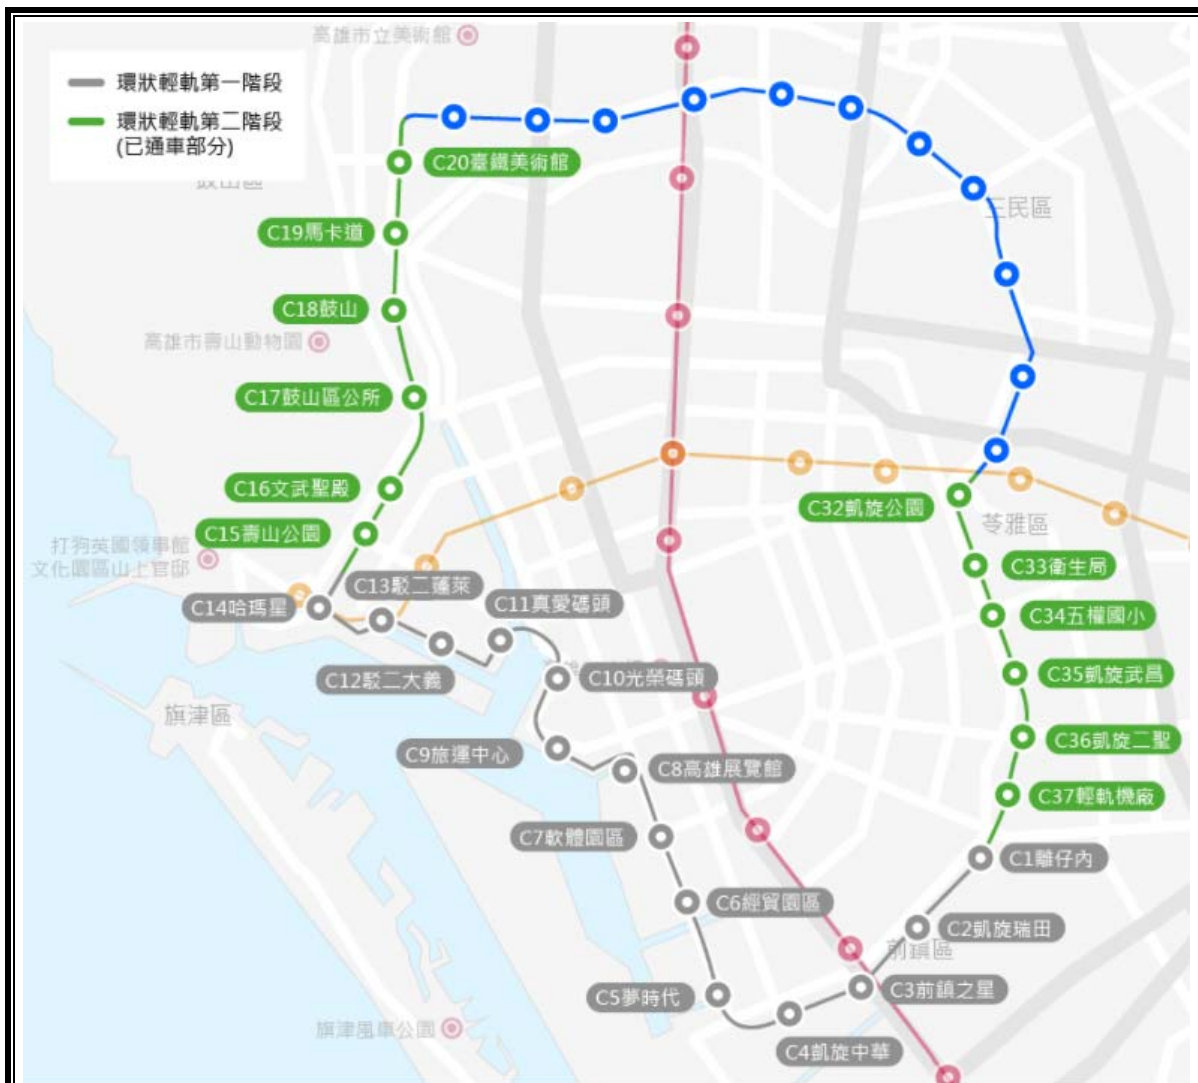 高雄市立美術館
環狀輕軌第一階段
環狀輕軌第二階段
(已通車部分)
鼓山區
C20臺鐵美術館
三民區
C19馬卡道
C18鼓山
高雄市壽山動物園
C17鼓山區公所
C16文武聖殿
C32凱旋公園
苓雅區
C15壽山公園
打狗英國領事館
文化園區山上官邸
C33衛生局
C13駁二蓬萊
C14哈瑪星
C11真愛碼頭
C34五權國小
C12駁二大義
C10光榮碼頭
C35凱旋武昌
旗津區
C9旅運中心
C36凱旋二聖
C8高雄展覽館
C37輕軌機廠
C7軟體園區
C1籬仔內
C6經貿園區
C2凱旋瑞田
前鎮區
C5夢時代
C3前鎮之星
旗津風車公園
C4凱旋中華